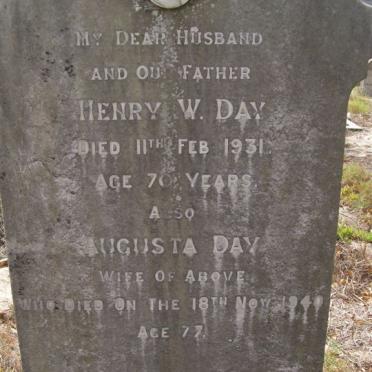 My Dear Husband
and Our Father
Henry W. Day
Died 11th Feb 1931.
Age 70 Years.
Also
Augusta Day
Wife Of Above
Who Died On The 18th Nov 1940
Age 77.